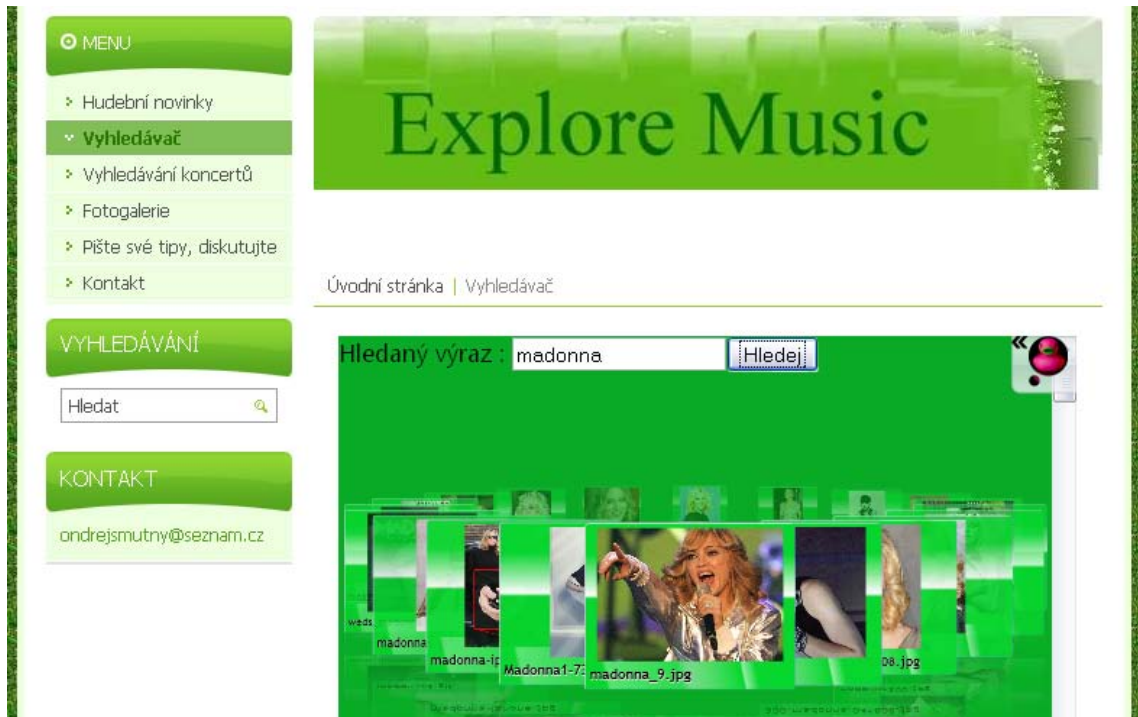 MENU
Hudební novinky
Vyhledávač
Vyhledávání koncertů
Fotogalerie
Pište své tipy, diskutujte
Kontakt
VYHLEDÁVÁNÍ
Hledat
KONTAKT
ondrejsmutny@seznam.cz
Explore Music
Úvodní stránka | Vyhledávač
Hledaný výraz : madonna Hledej
«
madonna
Madonna1-7
madonna_9.jpg
08.jpg